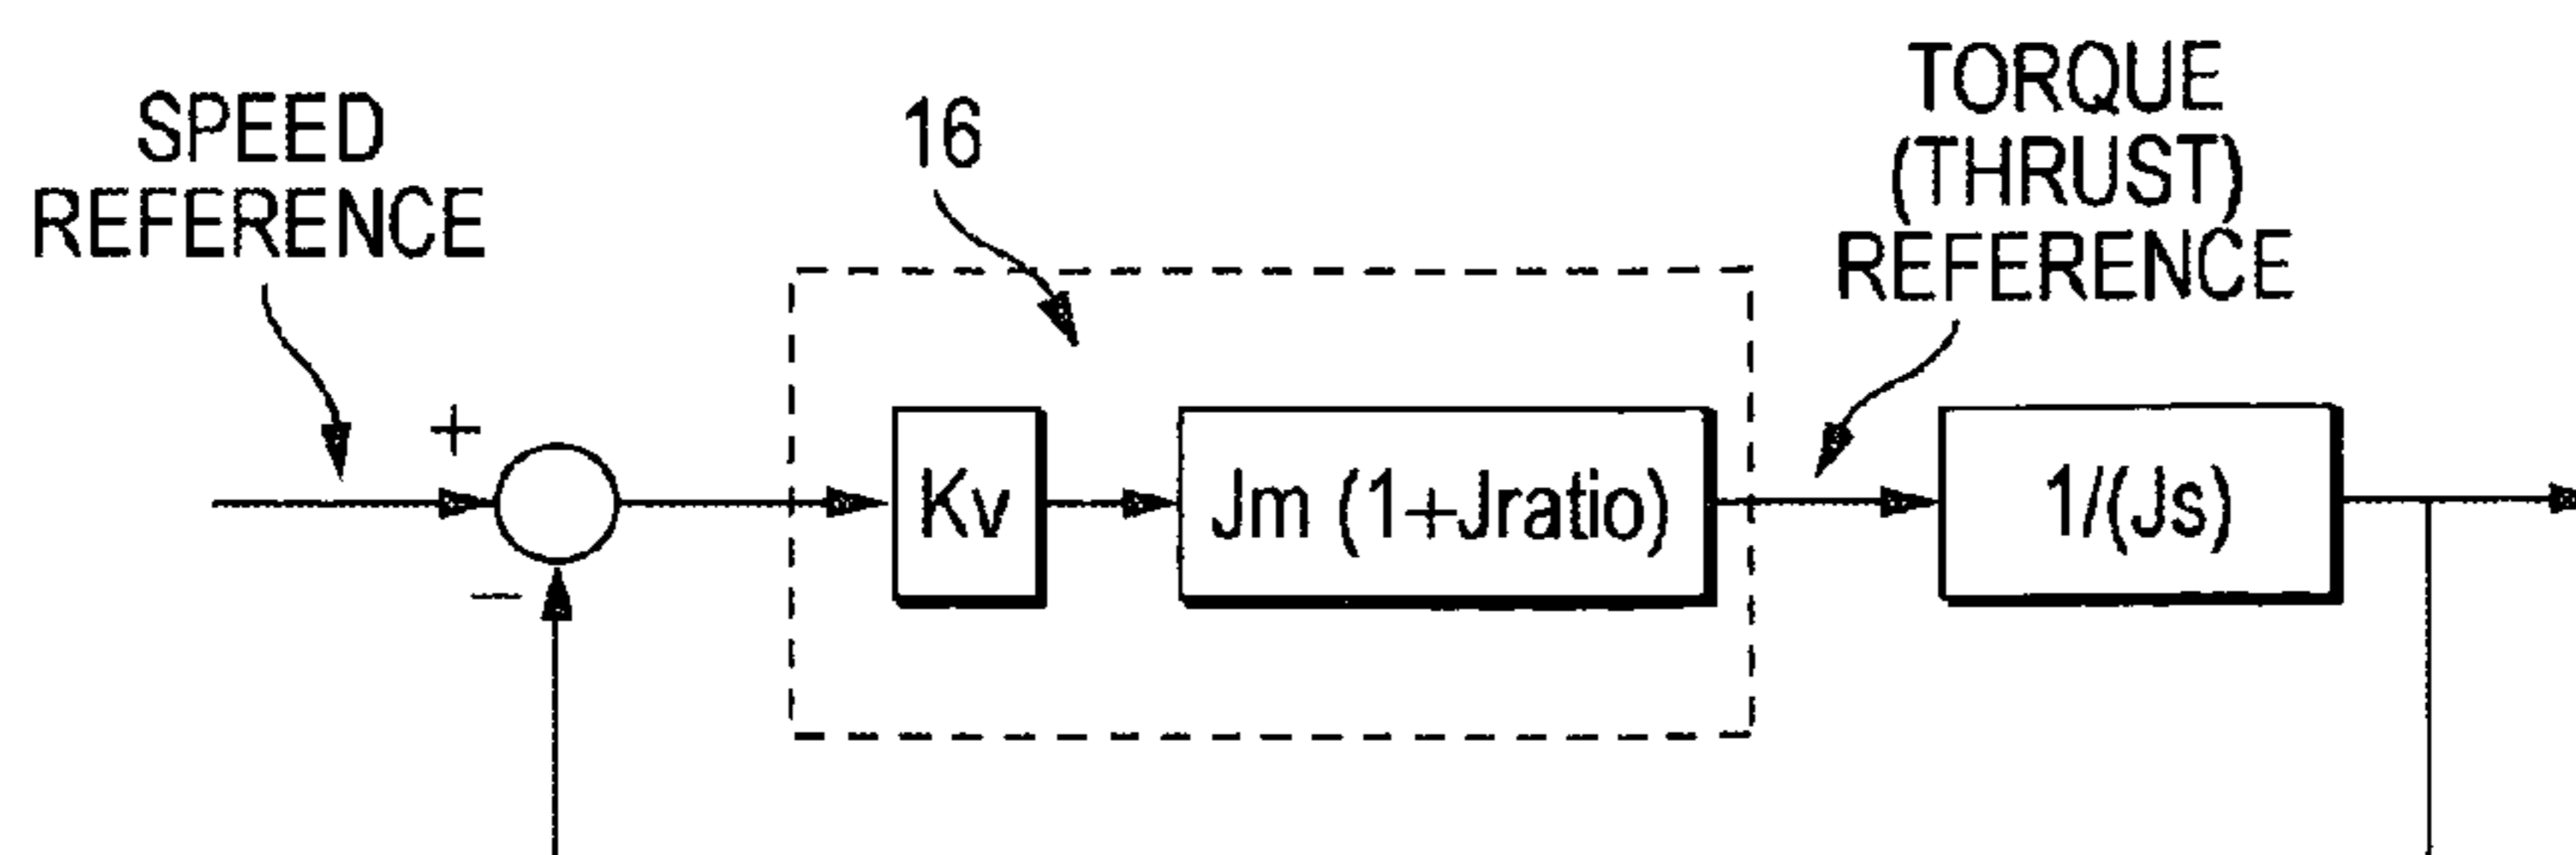 SPEED
REFERENCE
16
TORQUE
(THRUST)
REFERENCE
+
−
Kv
Jm (1+Jratio)
1/(Js)